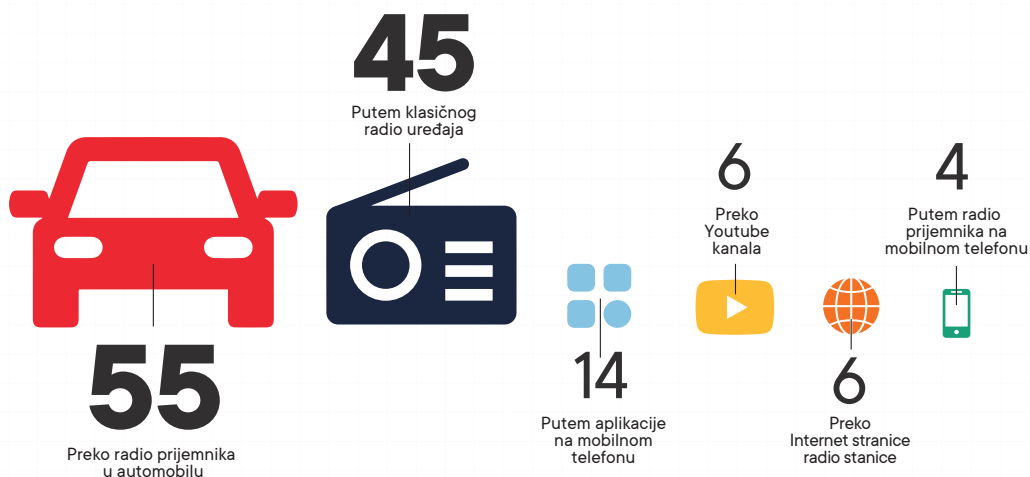 45
Putem klasičnog
radio uređaja
55
Preko radio prijemnika
u automobilu
14
Putem aplikacije
na mobilnom
telefonu
6
Preko
Youtube
kanala
6
Preko
Internet stranice
radio stanice
4
Putem radio
prijemnika na
mobilnom telefonu